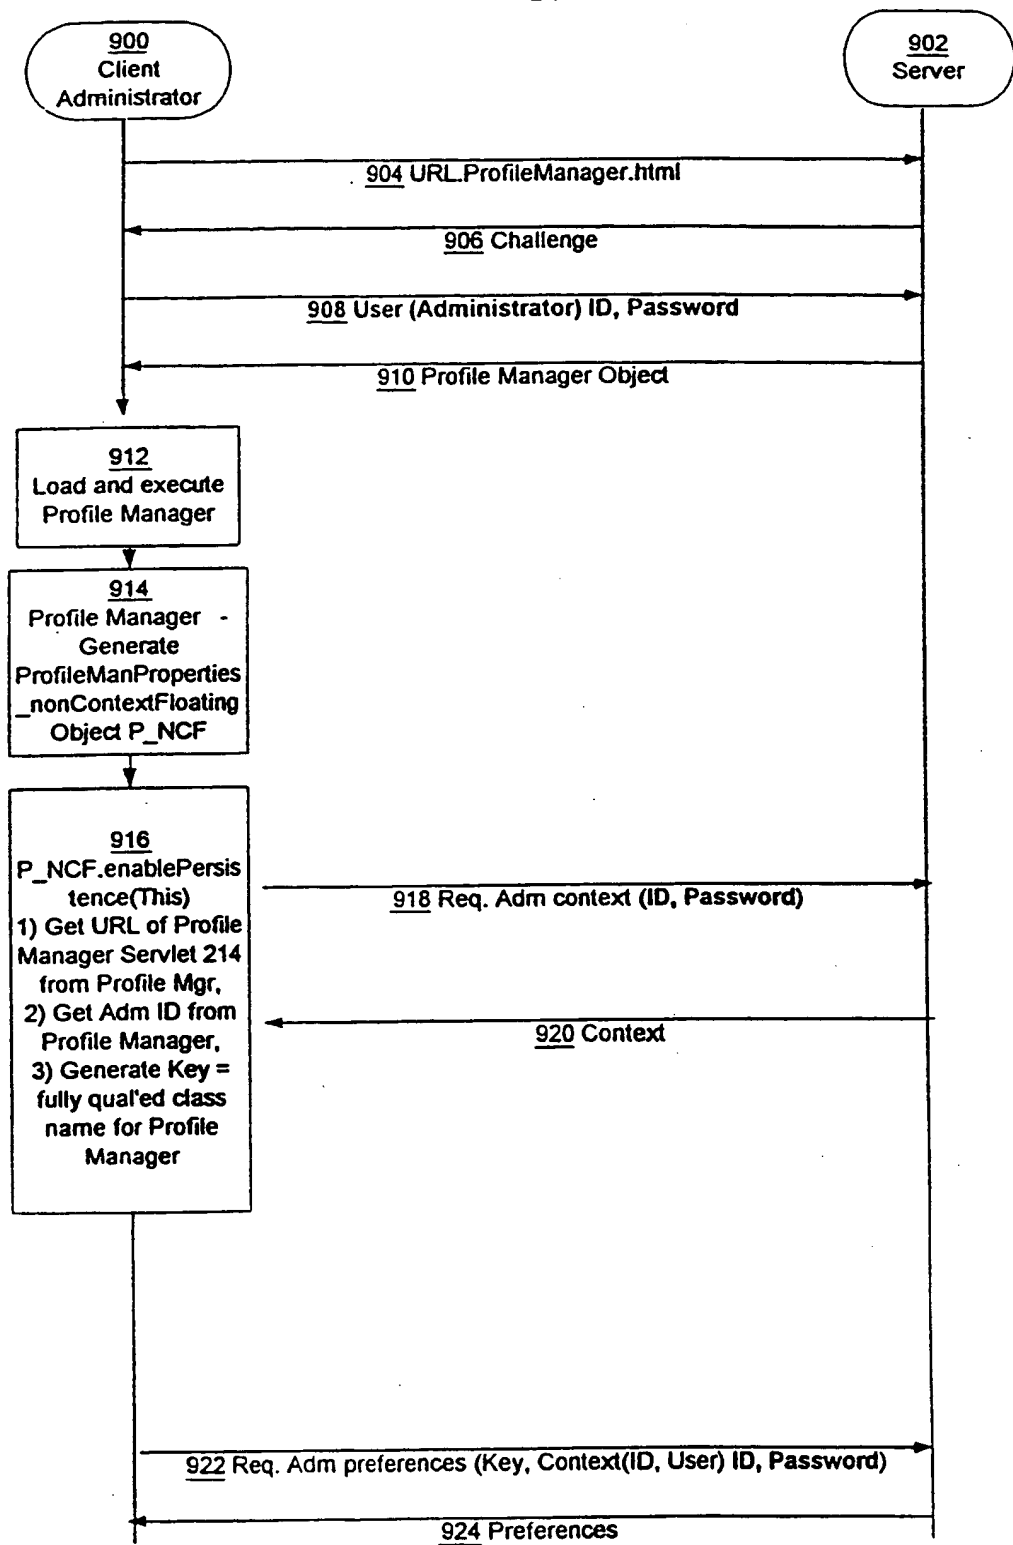 900
Client
Administrator
902
Server
904 URL.ProfileManager.html
906 Challenge
908 User (Administrator) ID, Password
910 Profile Manager Object
912
Load and execute
Profile Manager
914
Profile Manager -
Generate
ProfileManProperties
_nonContextFloating
Object P_NCF
916
P_NCF.enablePersis
tence(This)
1) Get URL of Profile
Manager Servlet 214
from Profile Mgr,
2) Get Adm ID from
Profile Manager,
3) Generate Key =
fully qual'ed class
name for Profile
Manager
918 Req. Adm context (ID, Password)
920 Context
922 Req. Adm preferences (Key, Context(ID, User) ID, Password)
924 Preferences